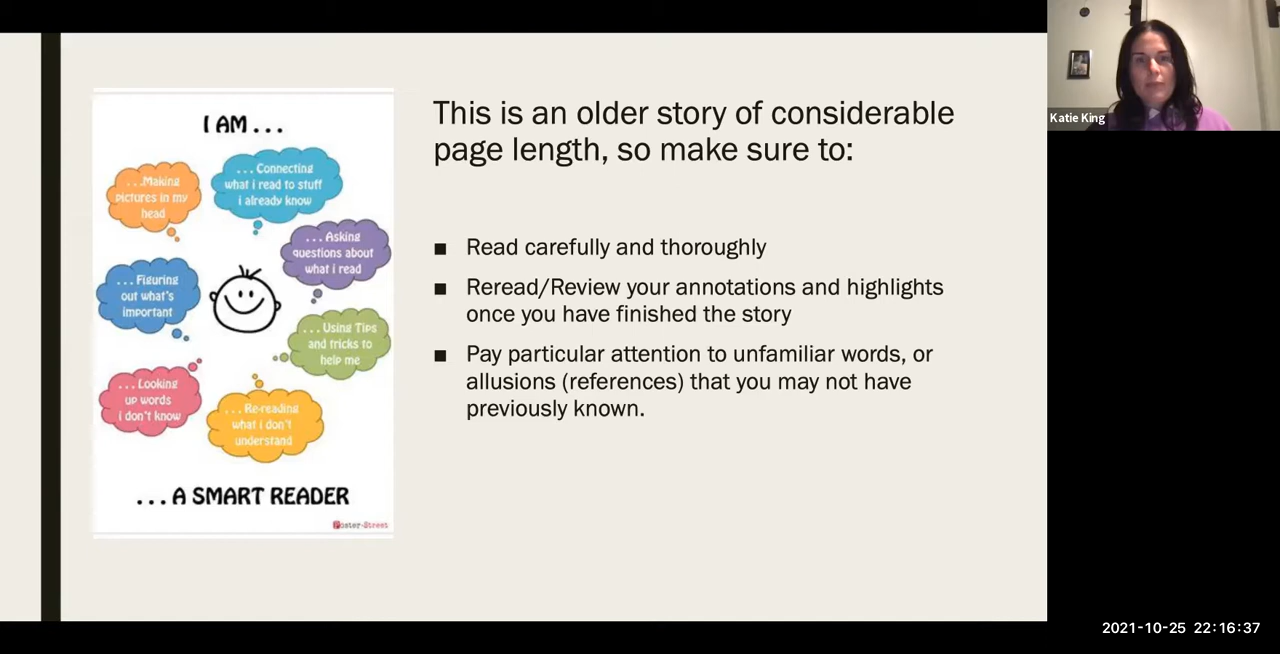 I AM . . .
. . .Making
pictures in my
head
. . . Connecting
what i read to stuff
i already know
. . . Asking
questions about
what i read
. . . Figuring
out what's
important
. . . Using Tips
and tricks to
help me
. . . Looking
up words
i don't know
. . . Re-reading
what i don't
understand
. . . A SMART READER
Poster-Street
This is an older story of considerable
page length, so make sure to:
■ Read carefully and thoroughly
■ Reread/Review your annotations and highlights
once you have finished the story
■ Pay particular attention to unfamiliar words, or
allusions (references) that you may not have
previously known.
Katie King
2021-10-25 22:16:37